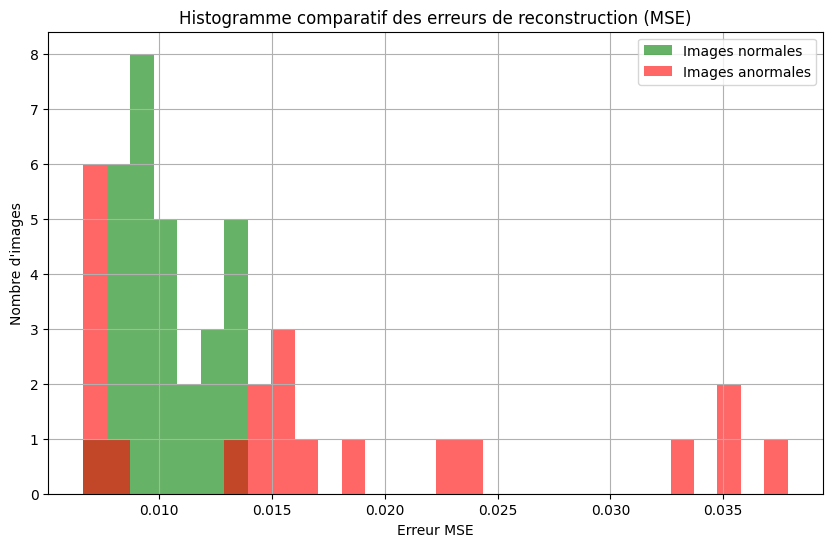 Histogramme comparatif des erreurs de reconstruction (MSE)
Images normales
Images anormales
Nombre d'images
8
7
6
5
4
3
2
1
0
0.010 0.015 0.020 0.025 0.030 0.035
Erreur MSE